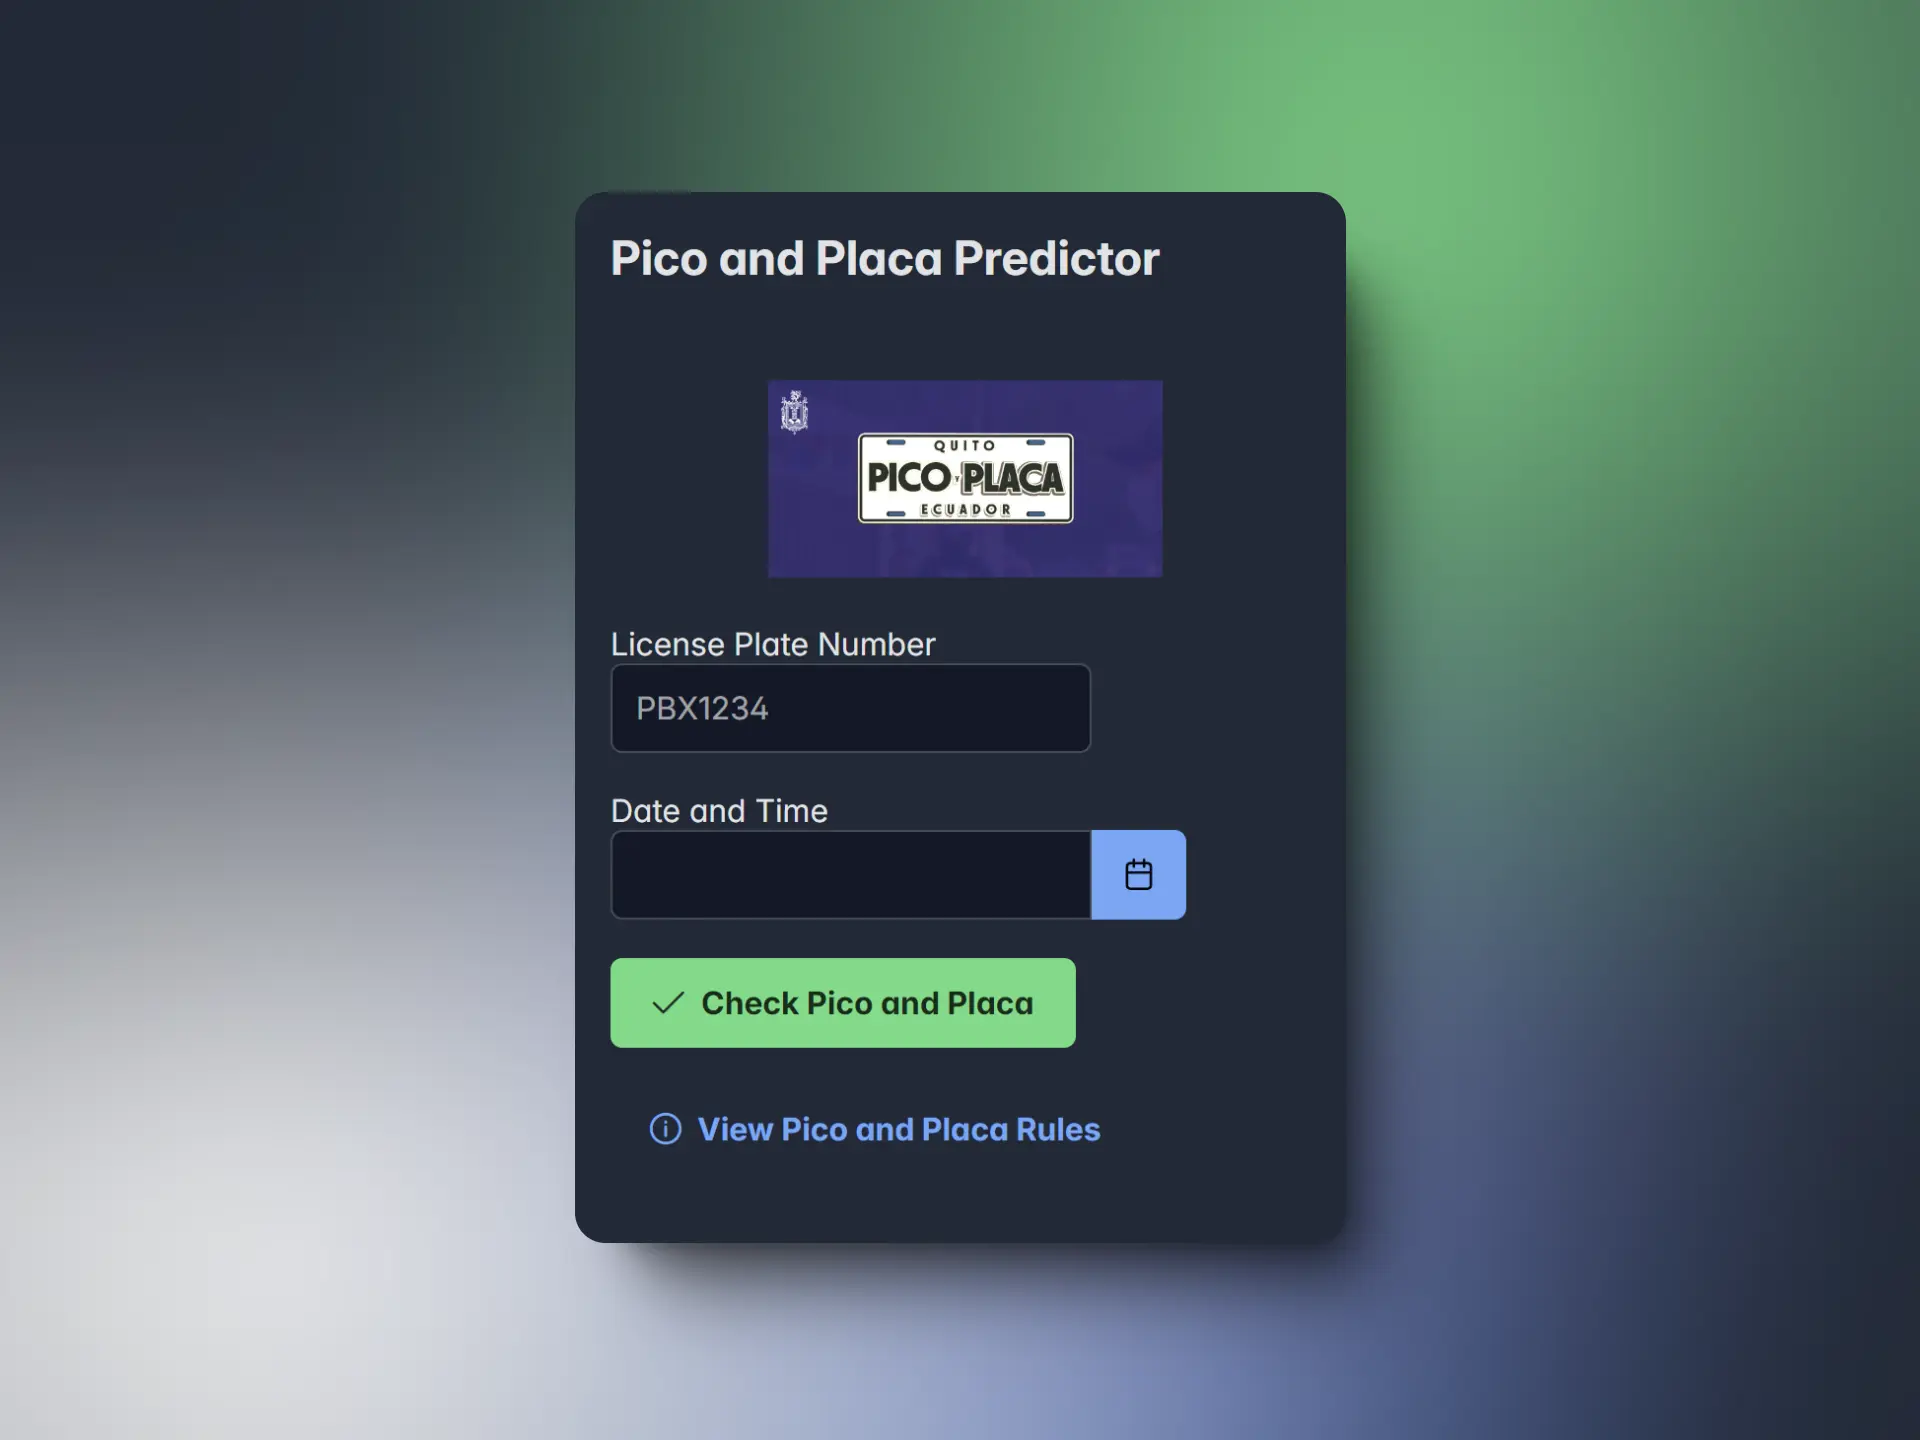 Pico and Placa Predictor
QUITO
PICO Y PLACA
ECUADOR
License Plate Number
PBX1234
Date and Time
Check Pico and Placa
View Pico and Placa Rules